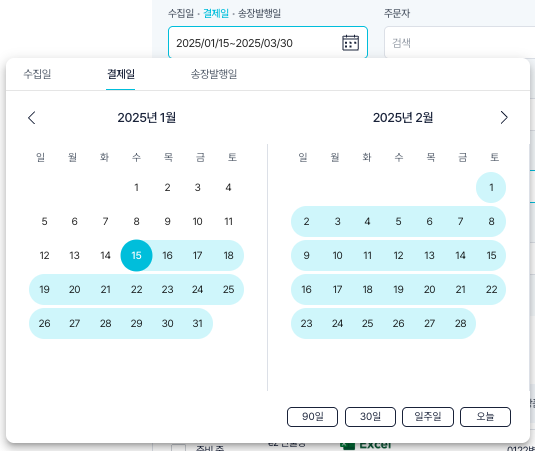 수집일 · 결제일 · 송장발행일 주문자
2025/01/15~2025/03/30 검색
수집일 결제일 송장발행일
2025년 1월 2025년 2월
일 월 화 수 목 금 토 일 월 화 수 목 금 토
1 2 3 4 1
5 6 7 8 9 10 11 2 3 4 5 6 7 8
12 13 14 15 16 17 18 9 10 11 12 13 14 15
19 20 21 22 23 24 25 16 17 18 19 20 21 22
26 27 28 29 30 31 23 24 25 26 27 28
90일 30일 일주일 오늘
Excel
준비 중